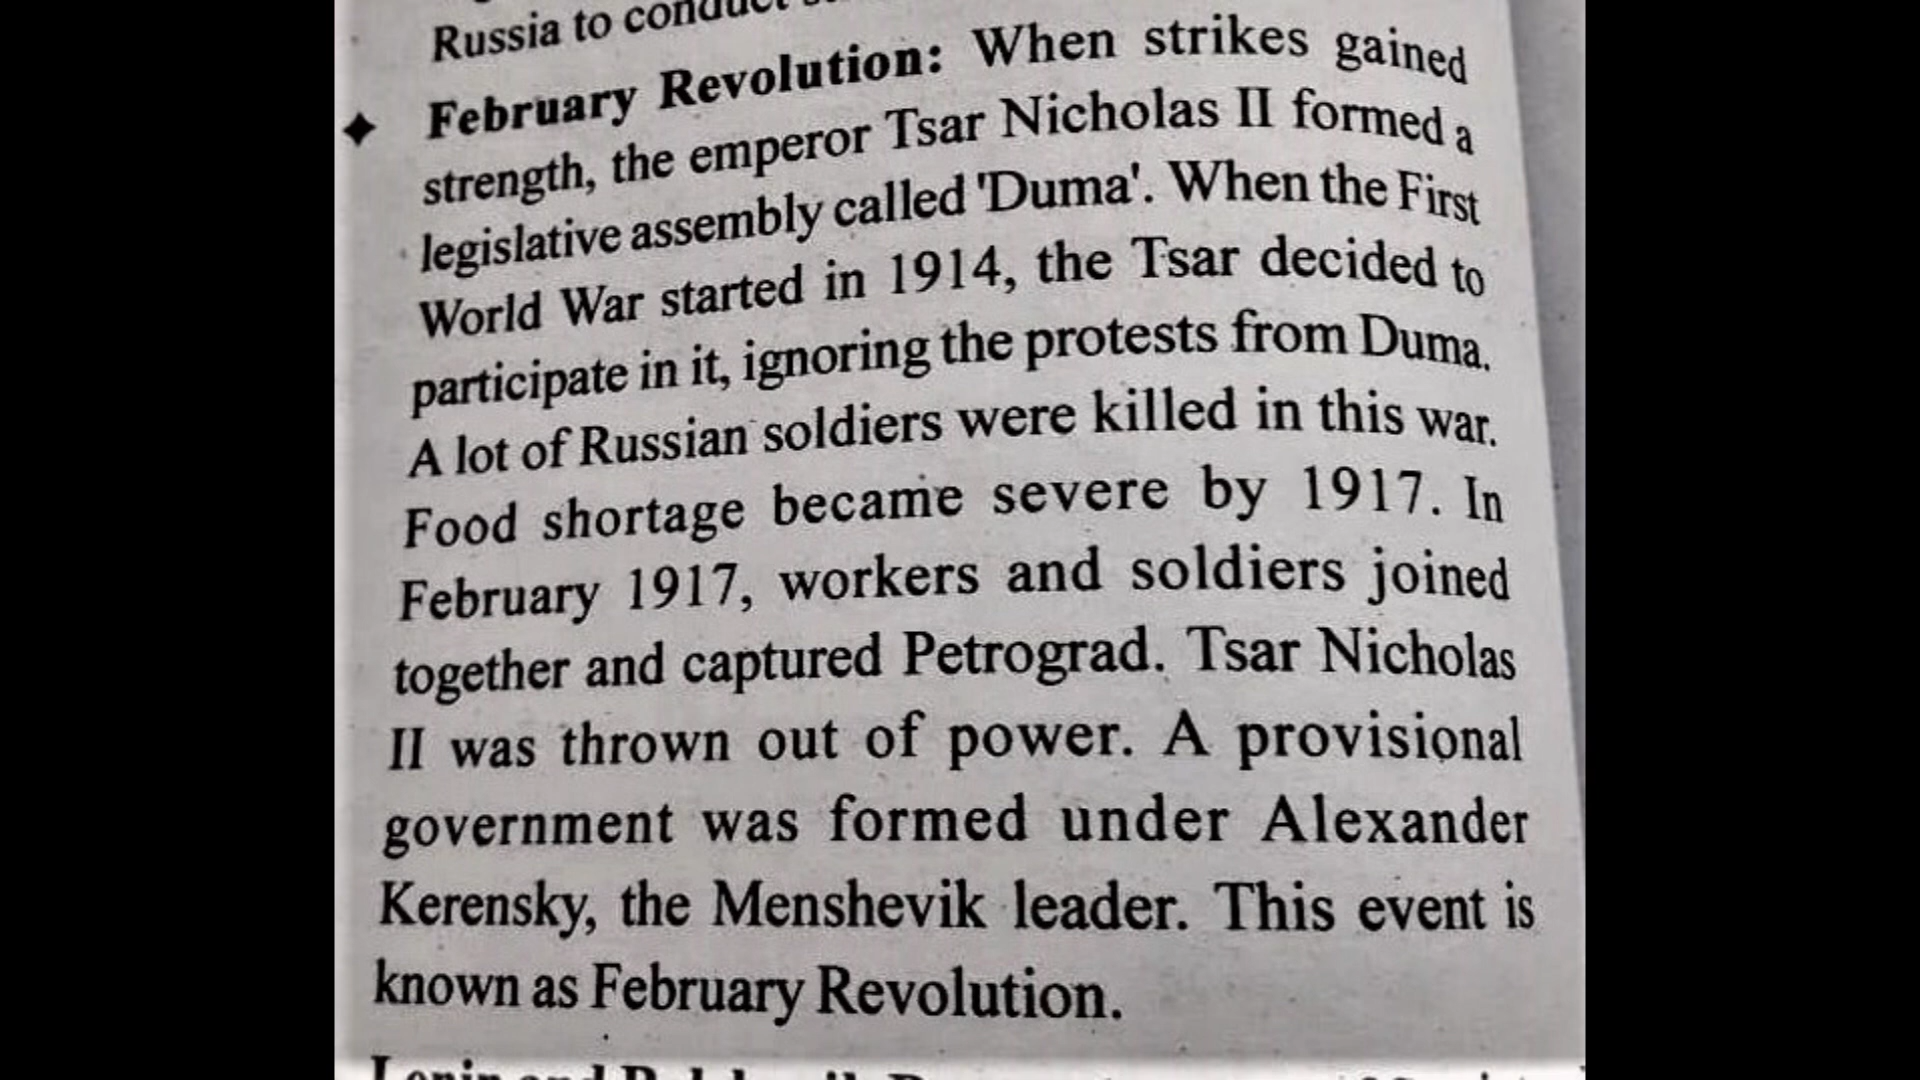 Russia to conduct
✦ February Revolution: When strikes gained
strength, the emperor Tsar Nicholas II formed a
legislative assembly called 'Duma'. When the First
World War started in 1914, the Tsar decided to
participate in it, ignoring the protests from Duma.
A lot of Russian soldiers were killed in this war.
Food shortage became severe by 1917. In
February 1917, workers and soldiers joined
together and captured Petrograd. Tsar Nicholas
II was thrown out of power. A provisional
government was formed under Alexander
Kerensky, the Menshevik leader. This event is
known as February Revolution.